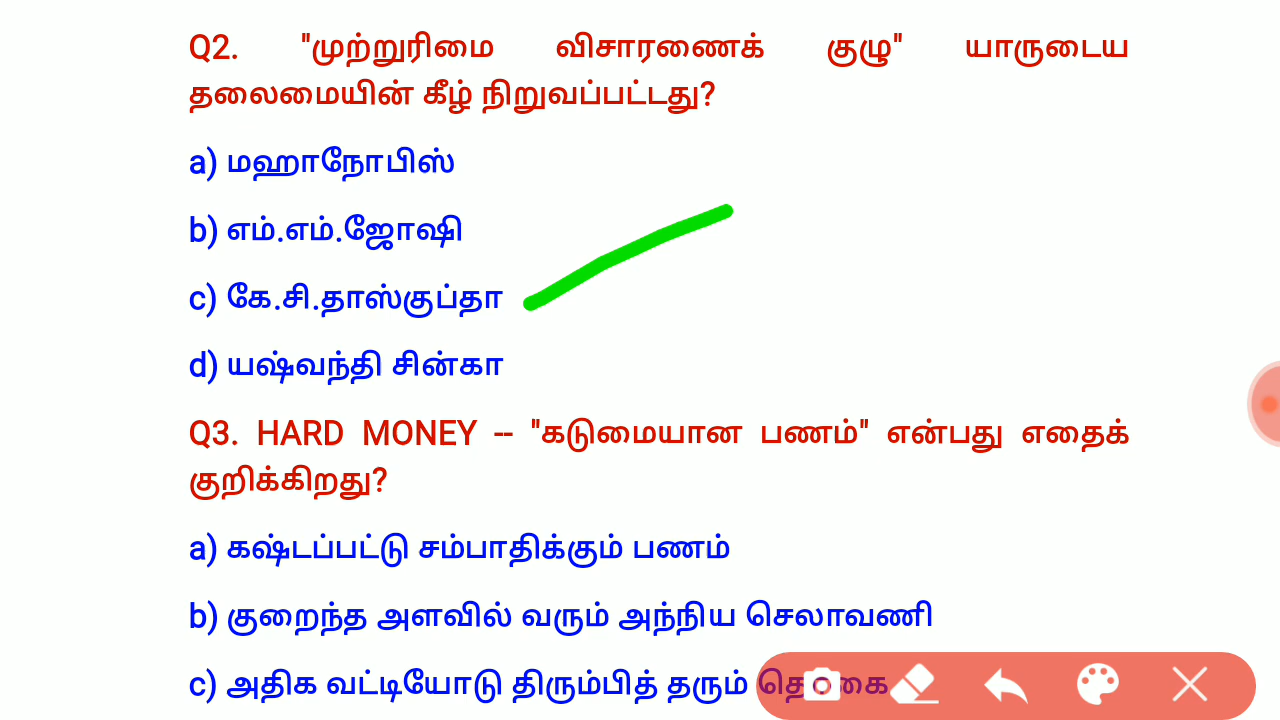 Q2. "முற்றுரிமை விசாரணைக் குழு" யாருடைய
தலைமையின் கீழ் நிறுவப்பட்டது?
a) மஹாநோபிஸ்
b) எம்.எம்.ஜோஷி
c) கே.சி.தாஸ்குப்தா
d) யஷ்வந்தி சின்கா
Q3. HARD MONEY -- "கடுமையான பணம்" என்பது எதைக்
குறிக்கிறது?
a) கஷ்டப்பட்டு சம்பாதிக்கும் பணம்
b) குறைந்த அளவில் வரும் அந்நிய செலாவணி
c) அதிக வட்டியோடு திரும்பித் தரும் தொகை